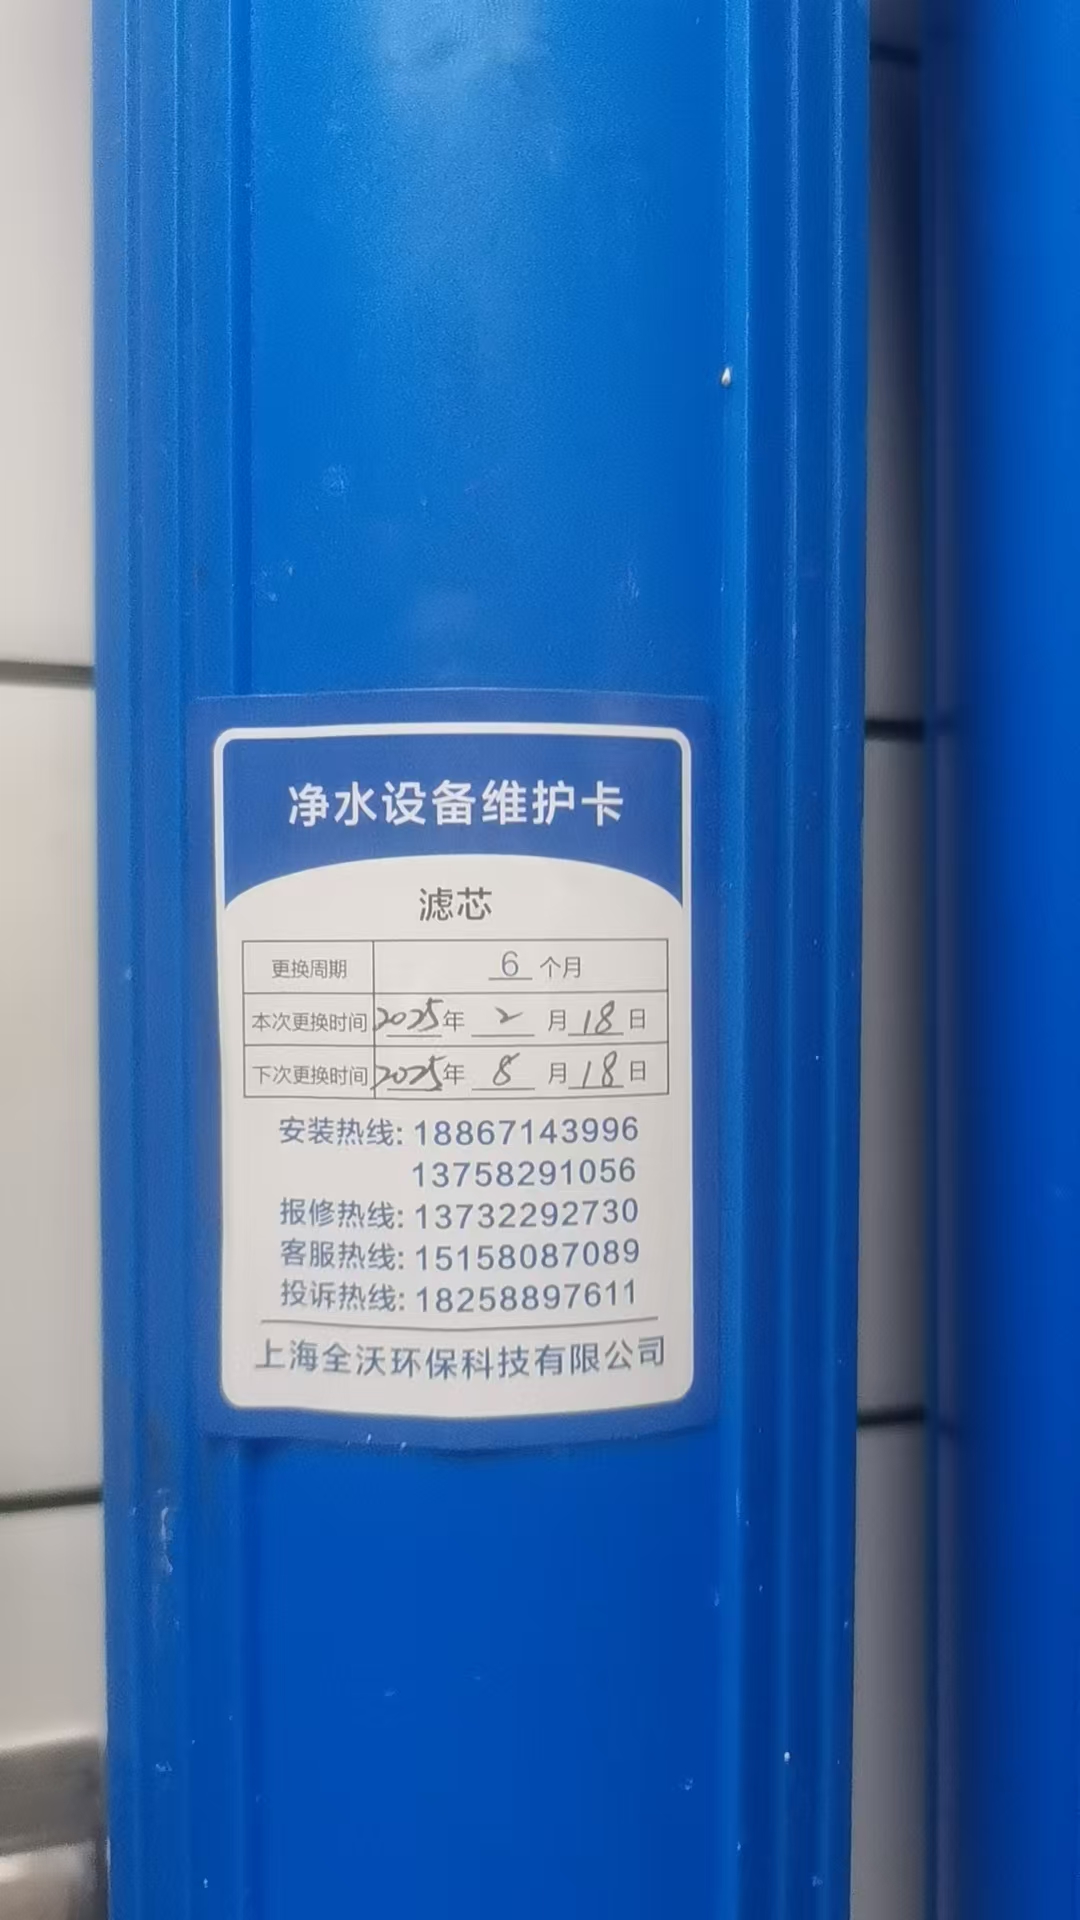 净水设备维护卡
滤芯
更换周期 6 个月
本次更换时间 2025年 2 月 18 日
下次更换时间 2025年 8 月 18 日
安装热线: 18867143996
13758291056
报修热线: 13732292730
客服热线: 15158087089
投诉热线: 18258897611
上海全沃环保科技有限公司